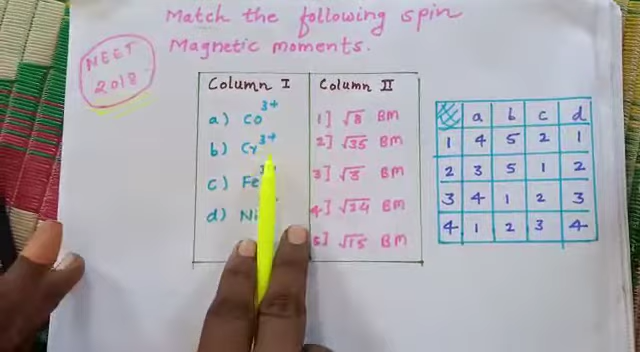 Match the following spin
Magnetic moments.
NEET
2018
Column I Column II
a) Co3+ 1] √8 BM
b) Cr3+ 2] √35 BM
c) Fe 3] √3 BM
d) Ni 4] √24 BM
5] √15 BM
a b c d
1 4 5 2 1
2 3 5 1 2
3 4 1 2 3
4 1 2 3 4